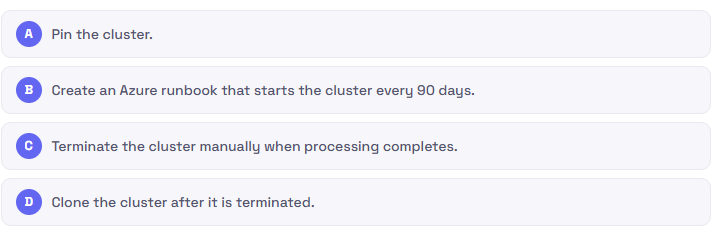 A Pin the cluster.
B Create an Azure runbook that starts the cluster every 90 days.
C Terminate the cluster manually when processing completes.
D Clone the cluster after it is terminated.